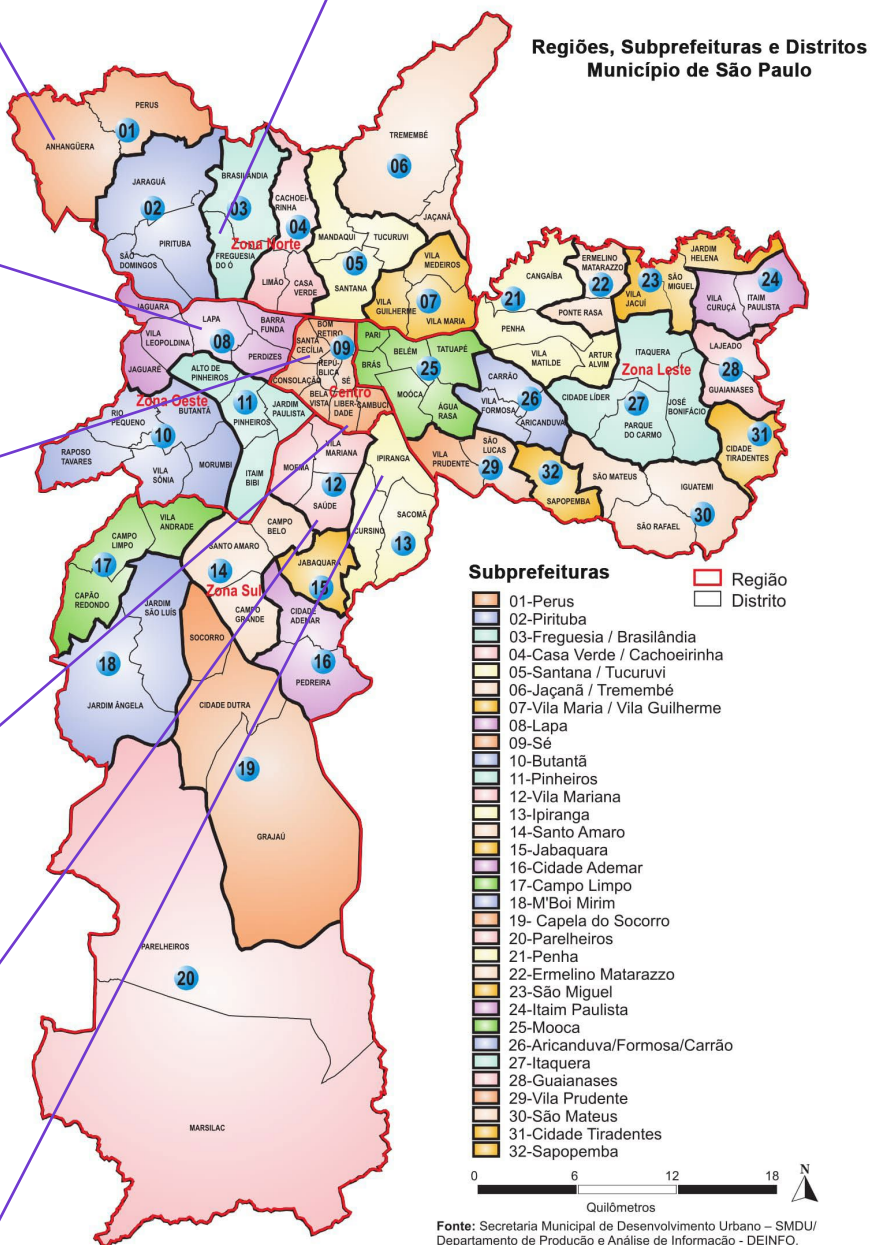 Regiões, Subprefeituras e Distritos
Município de São Paulo
PERUS
01
ANHANGÜERA
TREMEMBÉ
06
JAÇANÃ
JARAGUÁ
02
PIRITUBA
SÃO
DOMINGOS
BRASILÂNDIA
03
Zona Norte
FREGUESIA
DO Ó
CACHOEI-
RINHA
04
LIMÃO
CASA
VERDE
MANDAQUI
TUCURUVI
05
SANTANA
VILA
MEDEIROS
VILA
GUILHERME
07
VILA MARIA
CANGAÍBA
21
PENHA
VILA
MATILDE
ARTUR
ALVIM
ERMELINO
MATARAZZO
22
PONTE RASA
JARDIM
HELENA
23
VILA
JACUÍ
SÃO
MIGUEL
24
VILA
CURUÇÁ
ITAIM
PAULISTA
JAGUARA
LAPA
BARRA
FUNDA
VILA
LEOPOLDINA
08
PERDIZES
JAGUARÉ
BOM
RETIRO
09
SANTA
CECÍLIA
REPÚ-
BLICA
SÉ
CONSOLAÇÃO
Centro
BELA
VISTA
LIBER-
DADE
CAMBUCI
PARI
BELÉM
TATUAPÉ
BRÁS
25
MOÓCA
ÁGUA
RASA
CARRÃO
VILA
FORMOSA
26
ARICANDUVA
ITAQUERA
Zona Leste
CIDADE LÍDER
27
PARQUE
DO CARMO
JOSÉ
BONIFÁCIO
LAJEADO
28
GUAIANASES
31
CIDADE
TIRADENTES
ALTO DE
PINHEIROS
11
PINHEIROS
JARDIM
PAULISTA
ITAIM
BIBI
Zona Oeste
RIO
PEQUENO
BUTANTÃ
10
RAPOSO
TAVARES
VILA
SÔNIA
MORUMBI
MOEMA
VILA
MARIANA
12
SAÚDE
IPIRANGA
SACOMÃ
CURSINO
13
VILA
PRUDENTE
SÃO
LUCAS
29
32
SAPOPEMBA
SÃO MATEUS
IGUATEMI
30
SÃO RAFAEL
VILA
ANDRADE
CAMPO
LIMPO
17
CAPÃO
REDONDO
CAMPO
BELO
SANTO AMARO
14
Zona Sul
CAMPO
GRANDE
JABAQUARA
15
CIDADE
ADEMAR
16
PEDREIRA
JARDIM
SÃO LUÍS
18
JARDIM ÂNGELA
SOCORRO
CIDADE DUTRA
19
GRAJAÚ
PARELHEIROS
20
MARSILAC
Subprefeituras
Região
Distrito
01-Perus
02-Pirituba
03-Freguesia / Brasilândia
04-Casa Verde / Cachoeirinha
05-Santana / Tucuruvi
06-Jaçanã / Tremembé
07-Vila Maria / Vila Guilherme
08-Lapa
09-Sé
10-Butantã
11-Pinheiros
12-Vila Mariana
13-Ipiranga
14-Santo Amaro
15-Jabaquara
16-Cidade Ademar
17-Campo Limpo
18-M'Boi Mirim
19- Capela do Socorro
20-Parelheiros
21-Penha
22-Ermelino Matarazzo
23-São Miguel
24-Itaim Paulista
25-Mooca
26-Aricanduva/Formosa/Carrão
27-Itaquera
28-Guaianases
29-Vila Prudente
30-São Mateus
31-Cidade Tiradentes
32-Sapopemba
0 6 12 18
N
Quilômetros
Fonte: Secretaria Municipal de Desenvolvimento Urbano – SMDU/
Departamento de Produção e Análise de Informação - DEINFO.